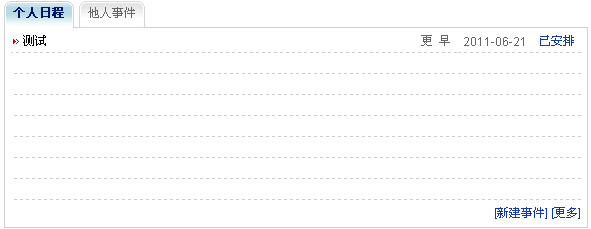 个人日程 他人事件
测试 更 早 2011-06-21 已安排
[新建事件] [更多]